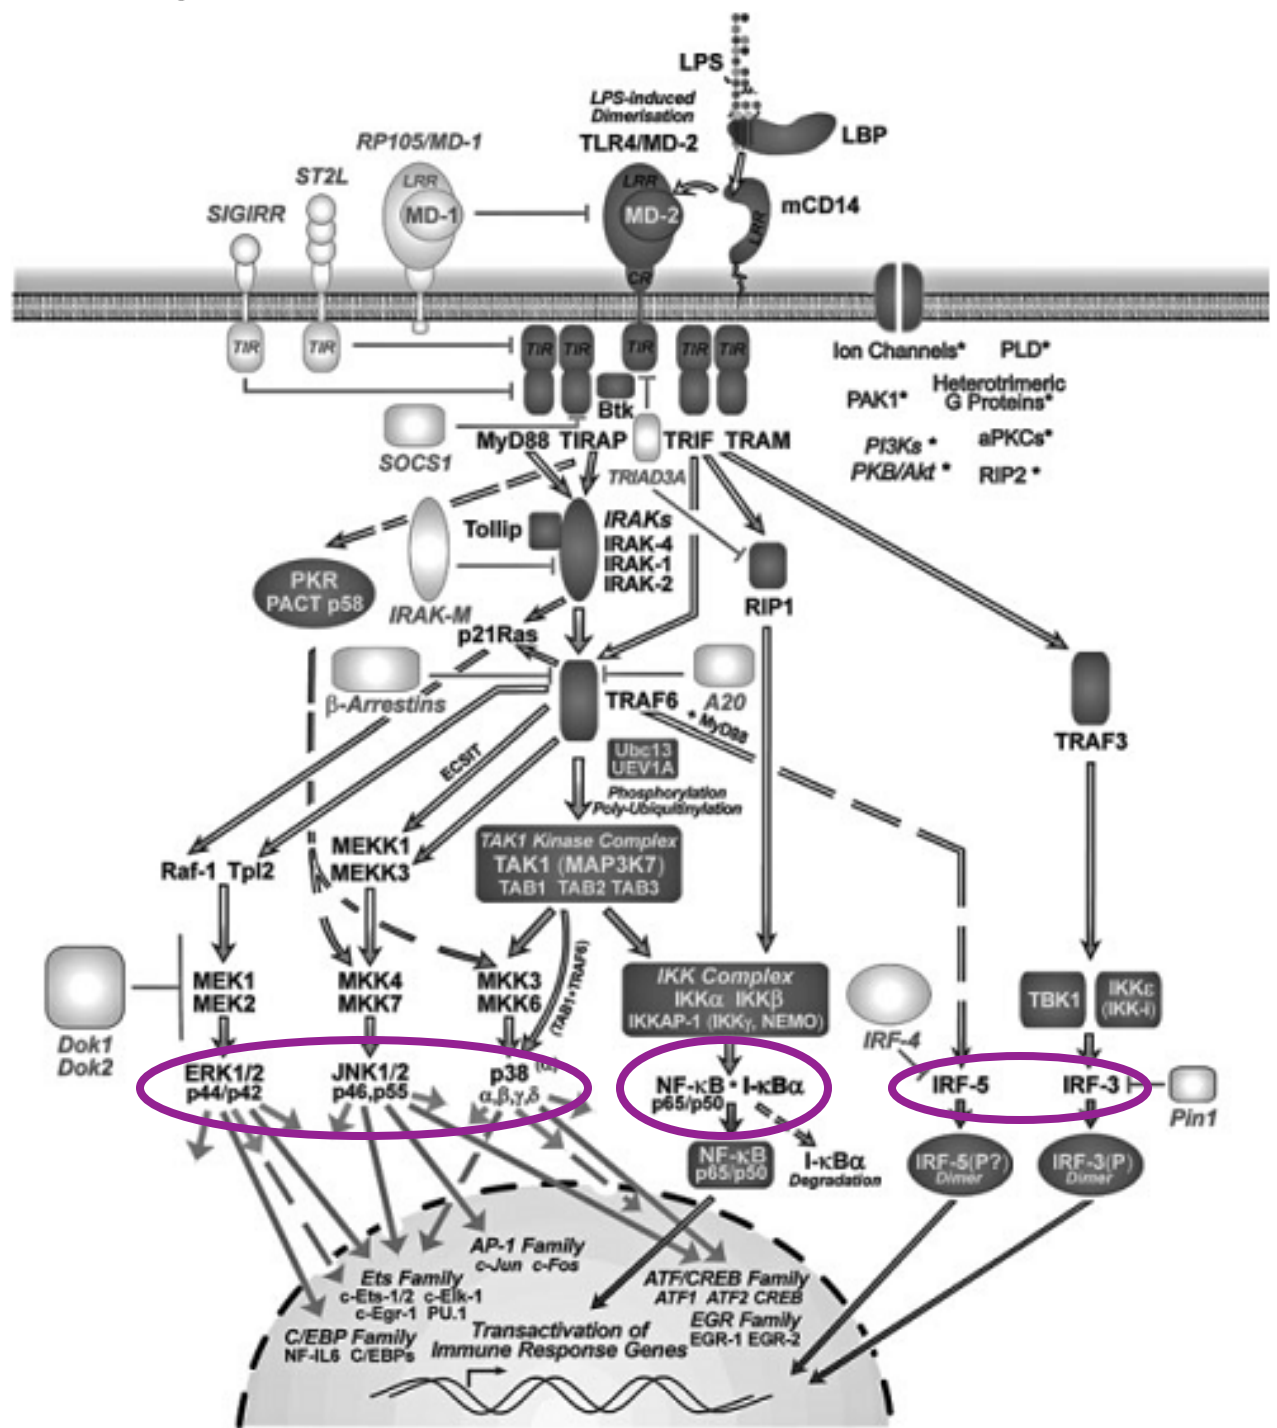 LPS
LPS-induced
Dimerisation
TLR4/MD-2
LBP
RP105/MD-1
ST2L
SIGIRR
LRR
MD-1
LRR
MD-2
CR
LRR
mCD14
TIR
TIR
TIR
TIR
TIR
TIR
TIR
Btk
Ion Channels*
PLD*
PAK1*
Heterotrimeric
G Proteins*
PI3Ks *
aPKCs*
PKB/Akt *
RIP2 *
SOCS1
MyD88 TIRAP
TRIF TRAM
TRIAD3A
Tollip
IRAKs
IRAK-4
IRAK-1
IRAK-2
PKR
PACT p58
IRAK-M
RIP1
p21Ras
β-Arrestins
TRAF6
A20
+ MyD88
TRAF3
ECSIT
Ubc13
UEV1A
Phosphorylation
Poly-Ubiquitinylation
Raf-1 Tpl2
MEKK1
MEKK3
TAK1 Kinase Complex
TAK1 (MAP3K7)
TAB1 TAB2 TAB3
(TAB1+TRAF6)
Dok1
Dok2
MEK1
MEK2
MKK4
MKK7
MKK3
MKK6
IKK Complex
IKKα IKKβ
IKKAP-1 (IKKγ, NEMO)
IRF-4
TBK1
IKKε
(IKK-i)
ERK1/2
p44/p42
JNK1/2
p46,p55
p38 (α)
α,β,γ,δ
NF-κB • I-κBα
p65/p50
IRF-5
IRF-3
Pin1
NF-κB
p65/p50
I-κBα
Degradation
IRF-5(P?)
Dimer
IRF-3(P)
Dimer
AP-1 Family
c-Jun c-Fos
Ets Family
c-Ets-1/2 c-Elk-1
c-Egr-1 PU.1
C/EBP Family
NF-IL6 C/EBPs
ATF/CREB Family
ATF1 ATF2 CREB
EGR Family
EGR-1 EGR-2
Transactivation of
Immune Response Genes